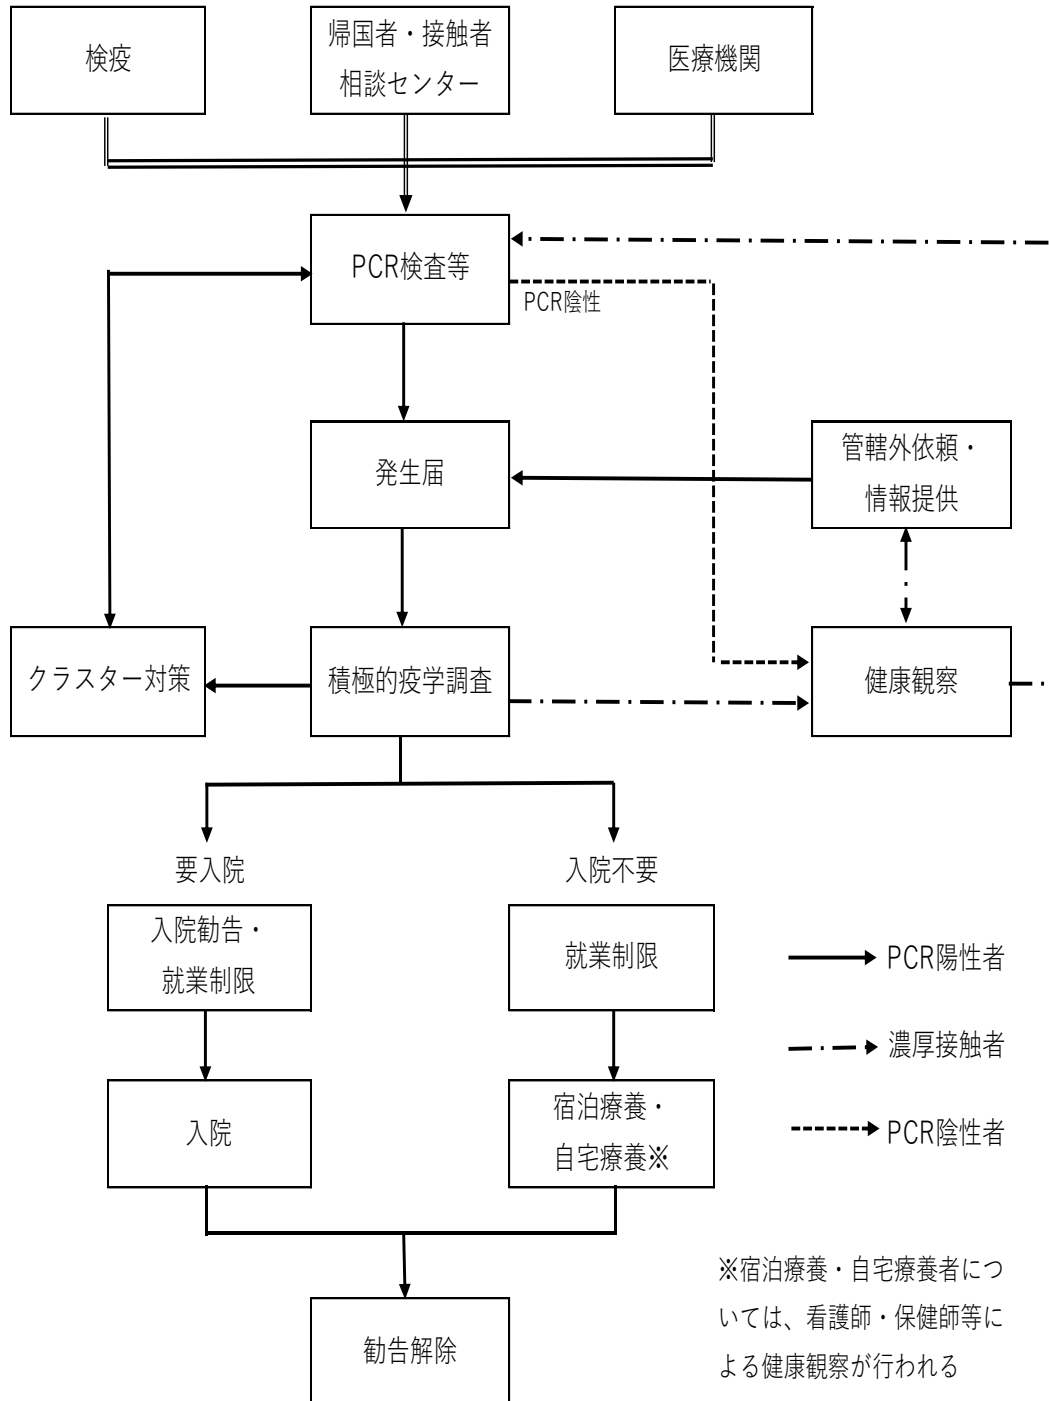 検疫
帰国者・接触者
相談センター
医療機関
PCR検査等
PCR陰性
発生届
管轄外依頼・
情報提供
クラスター対策
積極的疫学調査
健康観察
要入院
入院不要
入院勧告・
就業制限
就業制限
PCR陽性者
濃厚接触者
入院
宿泊療養・
自宅療養※
PCR陰性者
※宿泊療養・自宅療養者につ
いては、看護師・保健師等に
よる健康観察が行われる
勧告解除